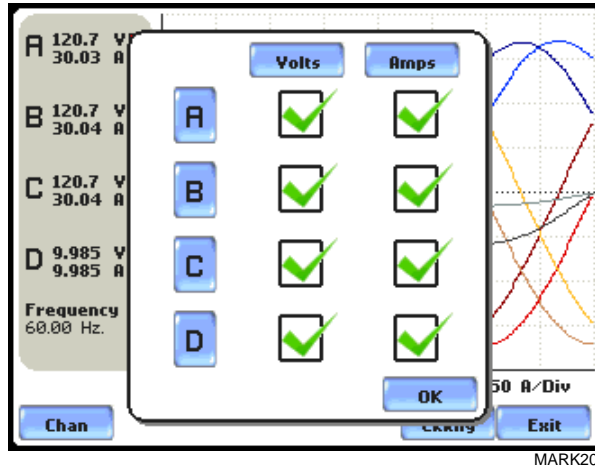 A 120.7 V
30.03 A
B 120.7 V
30.04 A
C 120.7 V
30.04 A
D 9.985 V
9.985 A
Frequency
60.00 Hz.
Volts Amps
A
B
C
D
OK
50 A/Div
Chan Exit
MARK20